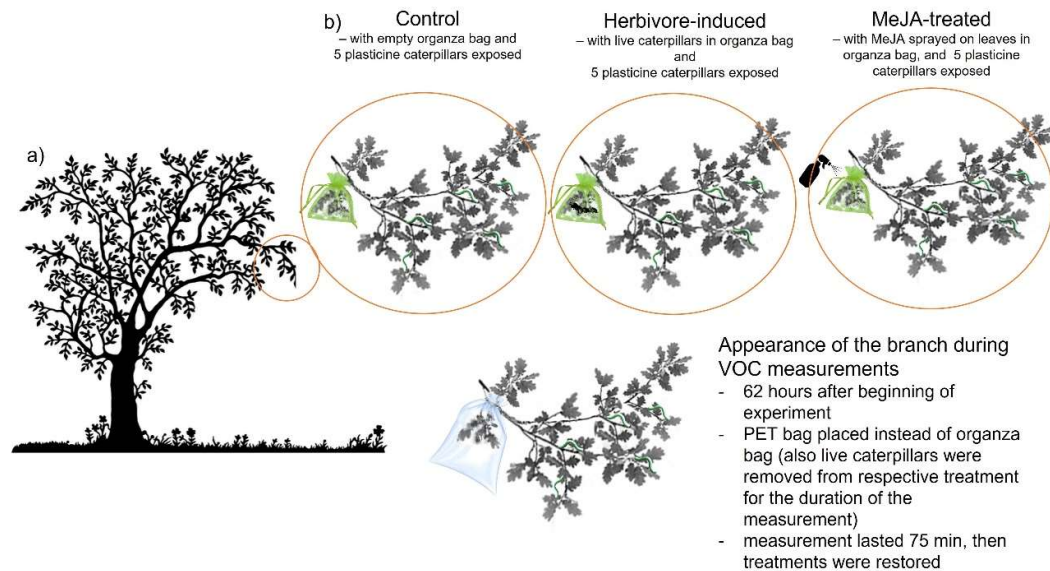 a)
b)
Control
– with empty organza bag and
5 plasticine caterpillars exposed
Herbivore-induced
– with live caterpillars in organza bag
and
5 plasticine caterpillars exposed
MeJA-treated
– with MeJA sprayed on leaves in
organza bag, and 5 plasticine
caterpillars exposed
Appearance of the branch during
VOC measurements
- 62 hours after beginning of
experiment
- PET bag placed instead of organza
bag (also live caterpillars were
removed from respective treatment
for the duration of the
measurement)
- measurement lasted 75 min, then
treatments were restored